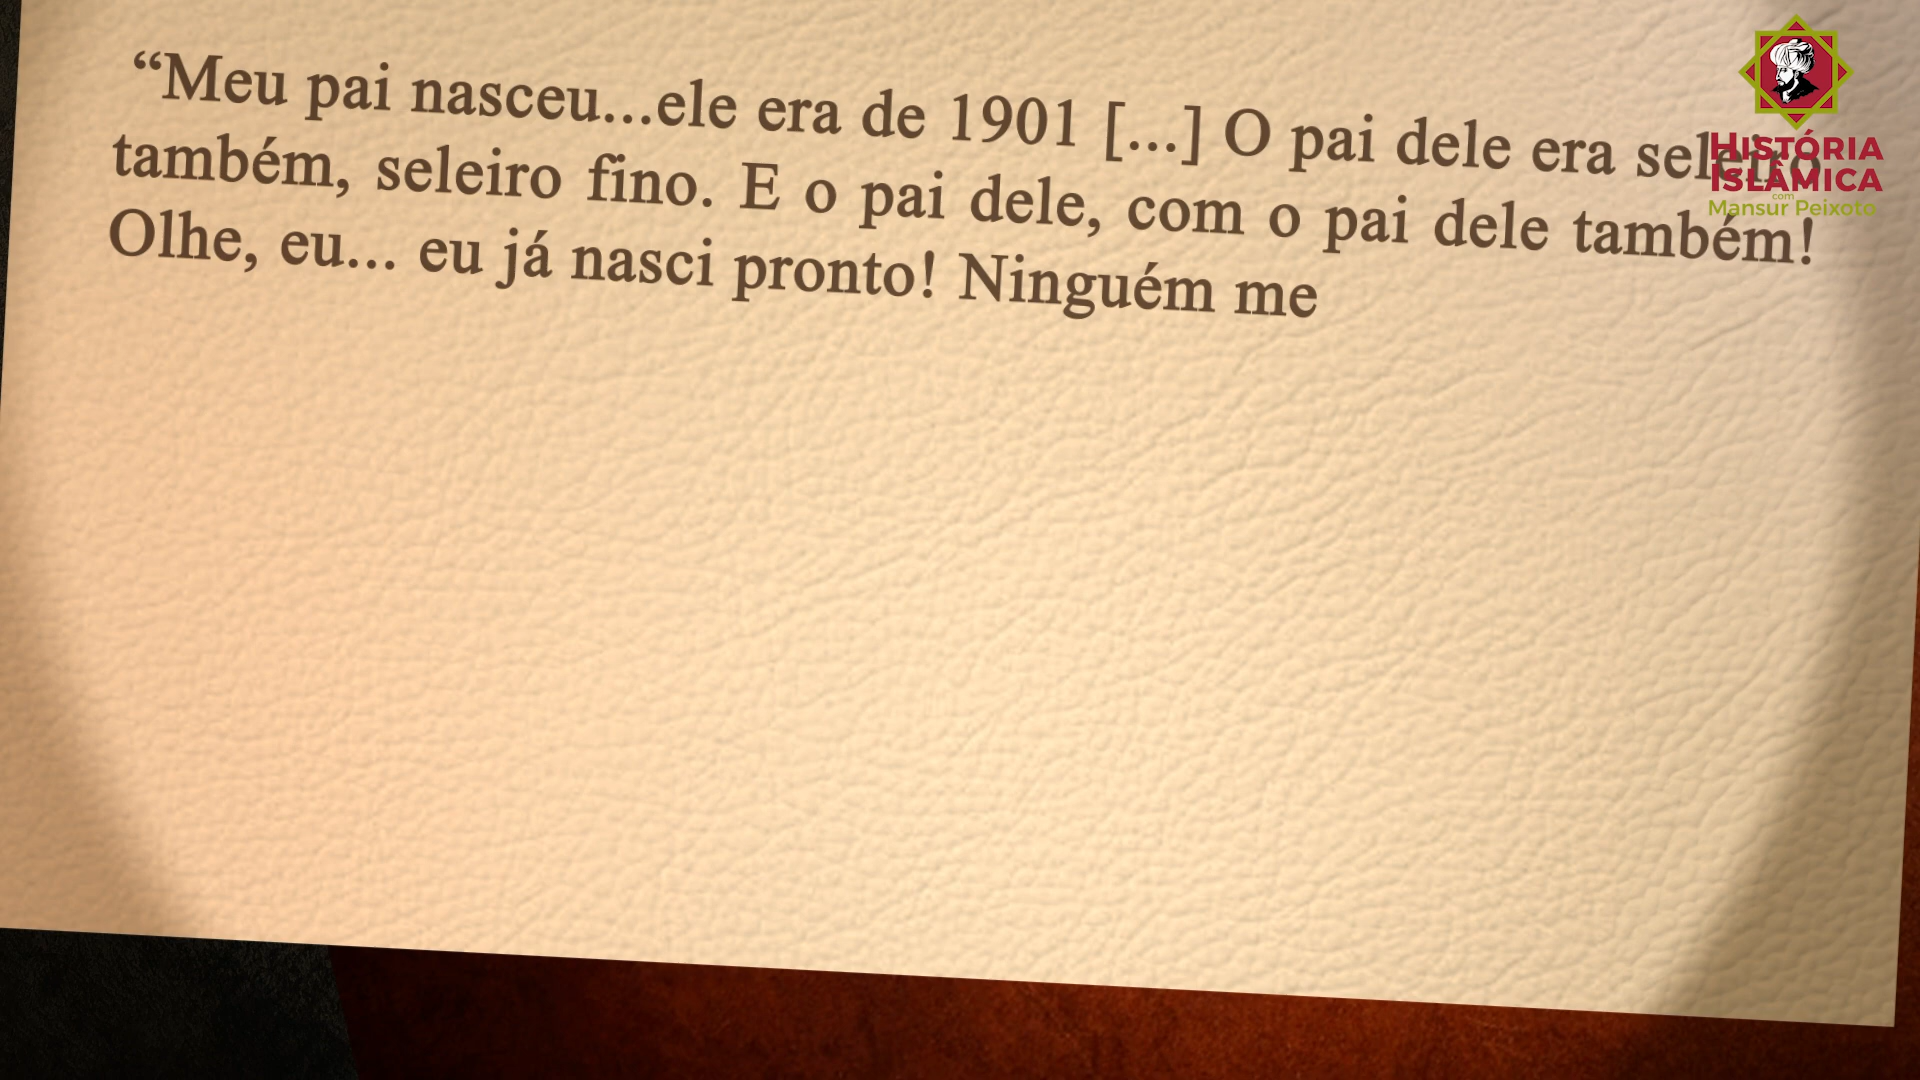 “Meu pai nasceu...ele era de 1901 [...] O pai dele era seleiro
também, seleiro fino. E o pai dele, com o pai dele também!
Olhe, eu... eu já nasci pronto! Ninguém me
HISTÓRIA
ISLÂMICA
com
Mansur Peixoto